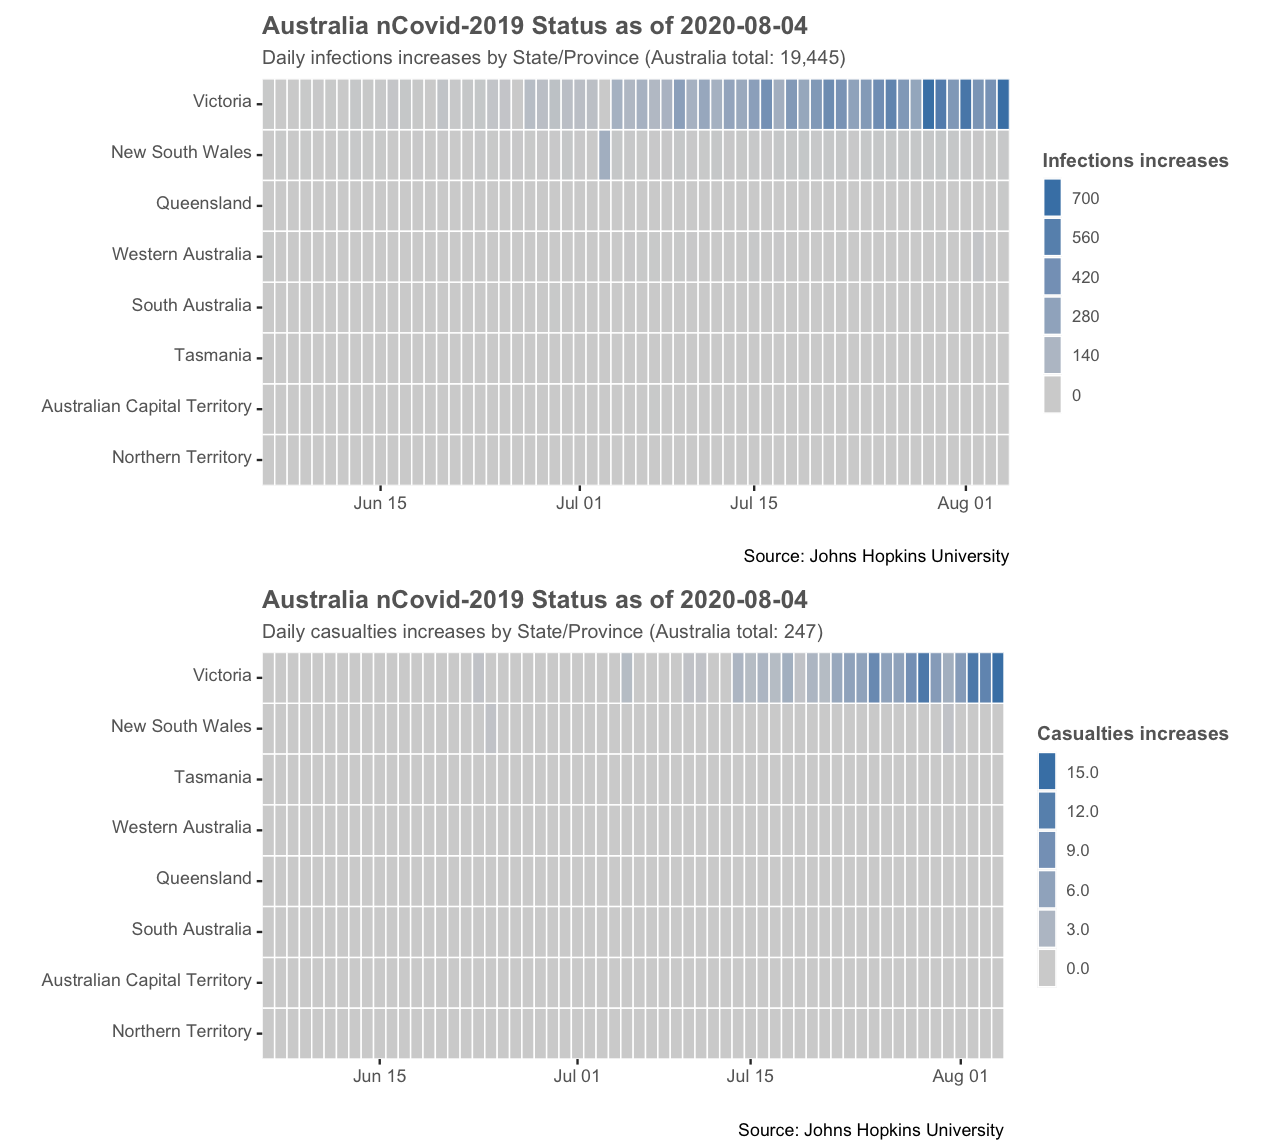 Australia nCovid-2019 Status as of 2020-08-04
Daily infections increases by State/Province (Australia total: 19,445)
Victoria
New South Wales
Queensland
Western Australia
South Australia
Tasmania
Australian Capital Territory
Northern Territory
Jun 15
Jul 01
Jul 15
Aug 01
Infections increases
700
560
420
280
140
0
Source: Johns Hopkins University
Australia nCovid-2019 Status as of 2020-08-04
Daily casualties increases by State/Province (Australia total: 247)
Victoria
New South Wales
Tasmania
Western Australia
Queensland
South Australia
Australian Capital Territory
Northern Territory
Jun 15
Jul 01
Jul 15
Aug 01
Casualties increases
15.0
12.0
9.0
6.0
3.0
0.0
Source: Johns Hopkins University